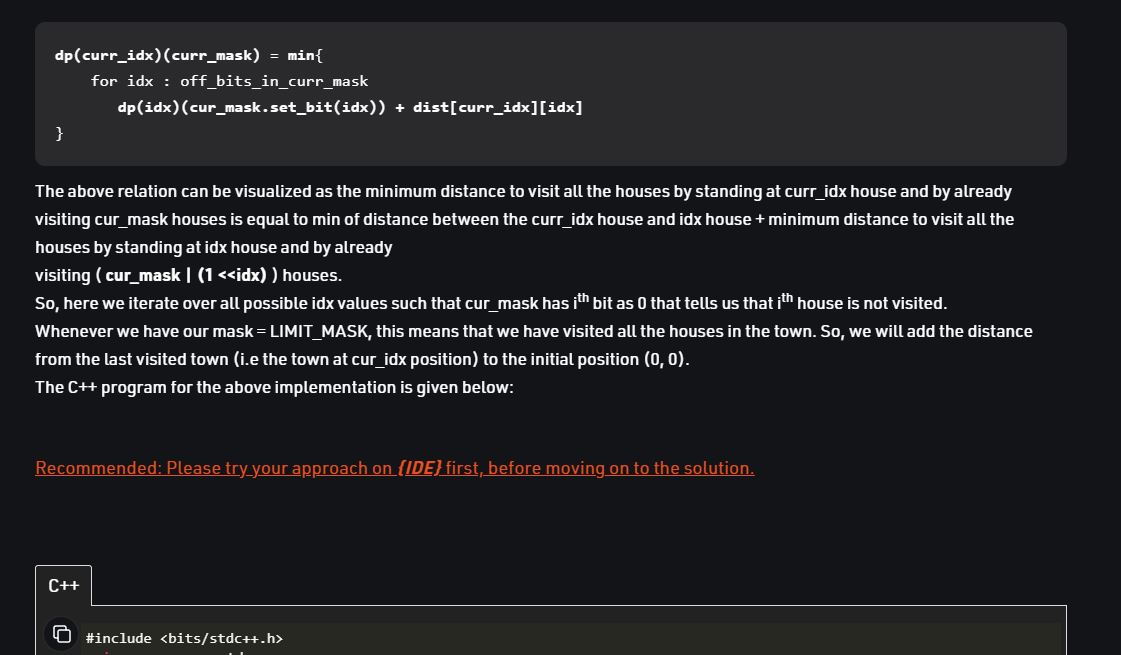 dp(curr_idx)(curr_mask) = min{
for idx : off_bits_in_curr_mask
dp(idx)(cur_mask.set_bit(idx)) + dist[curr_idx][idx]
}
The above relation can be visualized as the minimum distance to visit all the houses by standing at curr_idx house and by already
visiting cur_mask houses is equal to min of distance between the curr_idx house and idx house + minimum distance to visit all the
houses by standing at idx house and by already
visiting ( cur_mask | (1 <<idx) ) houses.
So, here we iterate over all possible idx values such that cur_mask has ith bit as 0 that tells us that ith house is not visited.
Whenever we have our mask = LIMIT_MASK, this means that we have visited all the houses in the town. So, we will add the distance
from the last visited town (i.e the town at cur_idx position) to the initial position (0, 0).
The C++ program for the above implementation is given below:
Recommended: Please try your approach on {IDE} first, before moving on to the solution.
C++
#include <bits/stdc++.h>